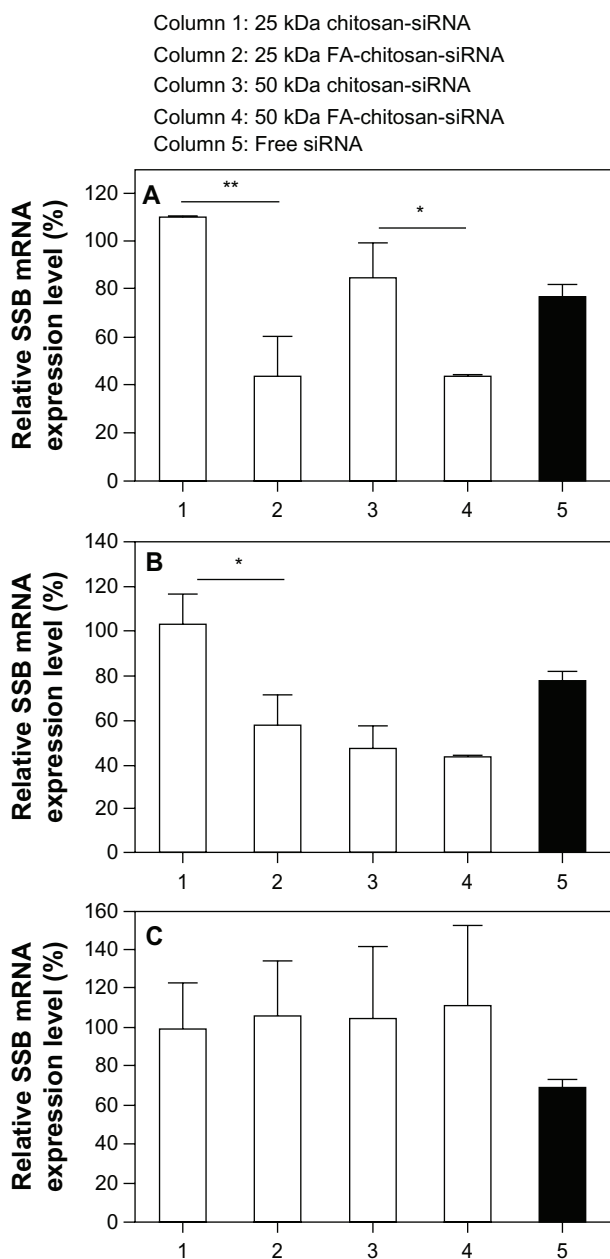 Column 1: 25 kDa chitosan-siRNA
Column 2: 25 kDa FA-chitosan-siRNA
Column 3: 50 kDa chitosan-siRNA
Column 4: 50 kDa FA-chitosan-siRNA
Column 5: Free siRNA
A
**
*
Relative SSB mRNA
expression level (%)
120
100
80
60
40
20
0
1 2 3 4 5
B
*
Relative SSB mRNA
expression level (%)
140
120
100
80
60
40
20
0
1 2 3 4 5
C
Relative SSB mRNA
expression level (%)
160
140
120
100
80
60
40
20
0
1 2 3 4 5